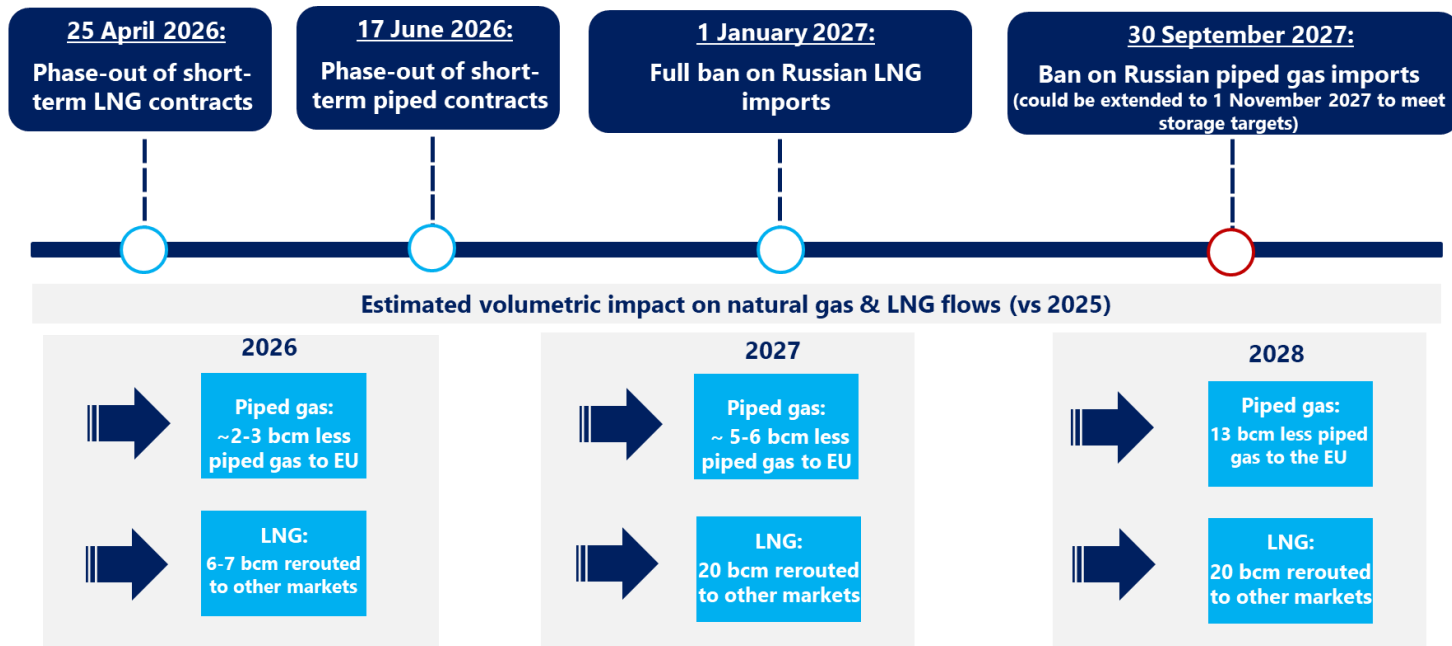 25 April 2026:
Phase-out of short-
term LNG contracts
17 June 2026:
Phase-out of short-
term piped contracts
1 January 2027:
Full ban on Russian LNG
imports
30 September 2027:
Ban on Russian piped gas imports
(could be extended to 1 November 2027 to meet
storage targets)
Estimated volumetric impact on natural gas & LNG flows (vs 2025)
2026
Piped gas:
~2-3 bcm less
piped gas to EU
LNG:
6-7 bcm rerouted
to other markets
2027
Piped gas:
~ 5-6 bcm less
piped gas to EU
LNG:
20 bcm rerouted
to other markets
2028
Piped gas:
13 bcm less piped
gas to the EU
LNG:
20 bcm rerouted
to other markets